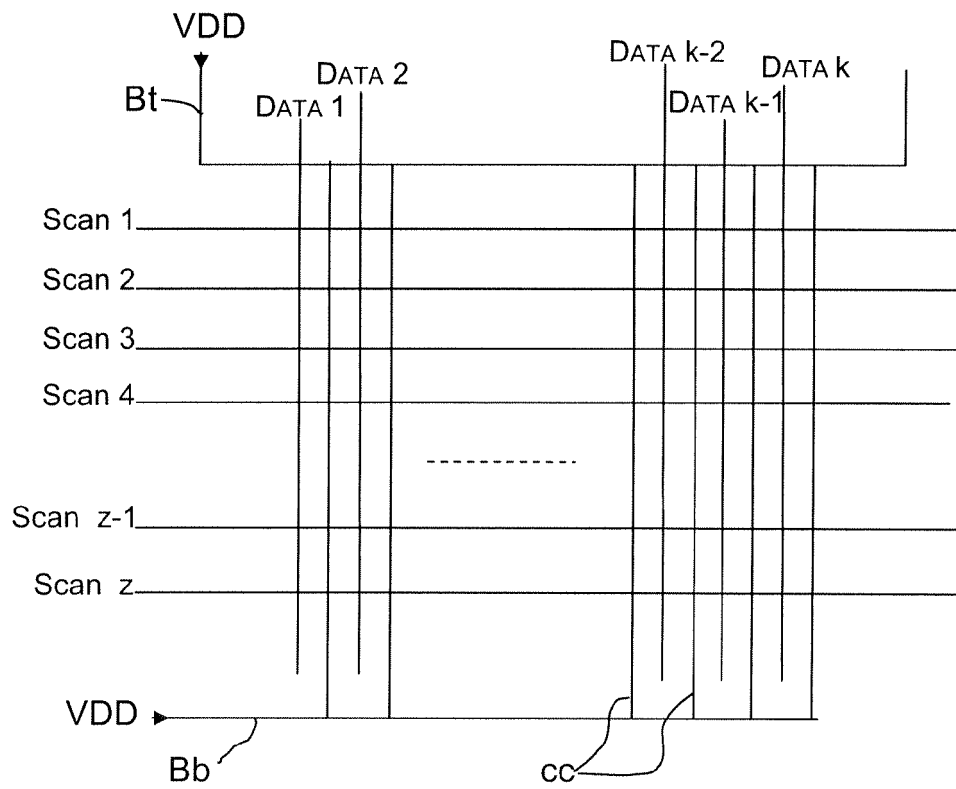 VDD
DATA k-2
DATA k
DATA 2
Bt
DATA 1
DATA k-1
Scan 1
Scan 2
Scan 3
Scan 4
Scan z-1
Scan z
VDD
Bb
cc